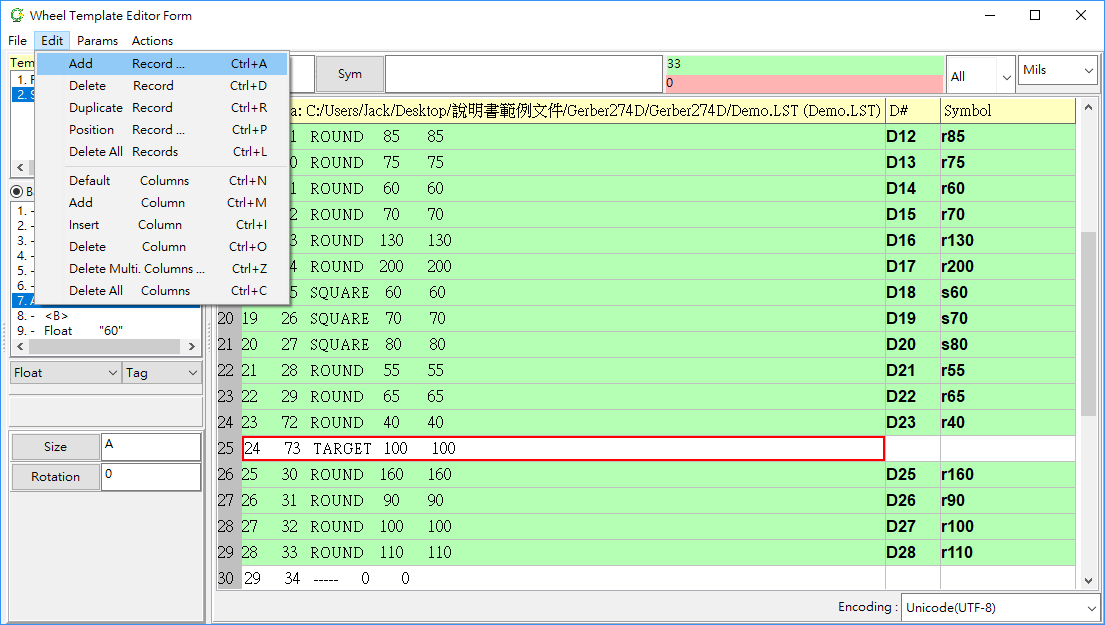 Wheel Template Editor Form
File Edit Params Actions
Add Record ... Ctrl+A
Delete Record Ctrl+D
Duplicate Record Ctrl+R
Position Record ... Ctrl+P
Delete All Records Ctrl+L
Default Columns Ctrl+N
Add Column Ctrl+M
Insert Column Ctrl+I
Delete Column Ctrl+O
Delete Multi. Columns ... Ctrl+Z
Delete All Columns Ctrl+C
Tem
1. F
2. S
B
1. -
2. -
3. -
4. -
5. -
6. -
7. A
8. - <B>
9. - Float "60"
Float Tag
Size A
Rotation 0
Sym
33
0
All
Mils
a: C:/Users/Jack/Desktop/說明書範例文件/Gerber274D/Gerber274D/Demo.LST (Demo.LST) D# Symbol
1 ROUND 85 85 D12 r85
0 ROUND 75 75 D13 r75
1 ROUND 60 60 D14 r60
2 ROUND 70 70 D15 r70
3 ROUND 130 130 D16 r130
4 ROUND 200 200 D17 r200
5 SQUARE 60 60 D18 s60
20 19 26 SQUARE 70 70 D19 s70
21 20 27 SQUARE 80 80 D20 s80
22 21 28 ROUND 55 55 D21 r55
23 22 29 ROUND 65 65 D22 r65
24 23 72 ROUND 40 40 D23 r40
25 24 73 TARGET 100 100
26 25 30 ROUND 160 160 D25 r160
27 26 31 ROUND 90 90 D26 r90
28 27 32 ROUND 100 100 D27 r100
29 28 33 ROUND 110 110 D28 r110
30 29 34 ----- 0 0
Encoding : Unicode(UTF-8)